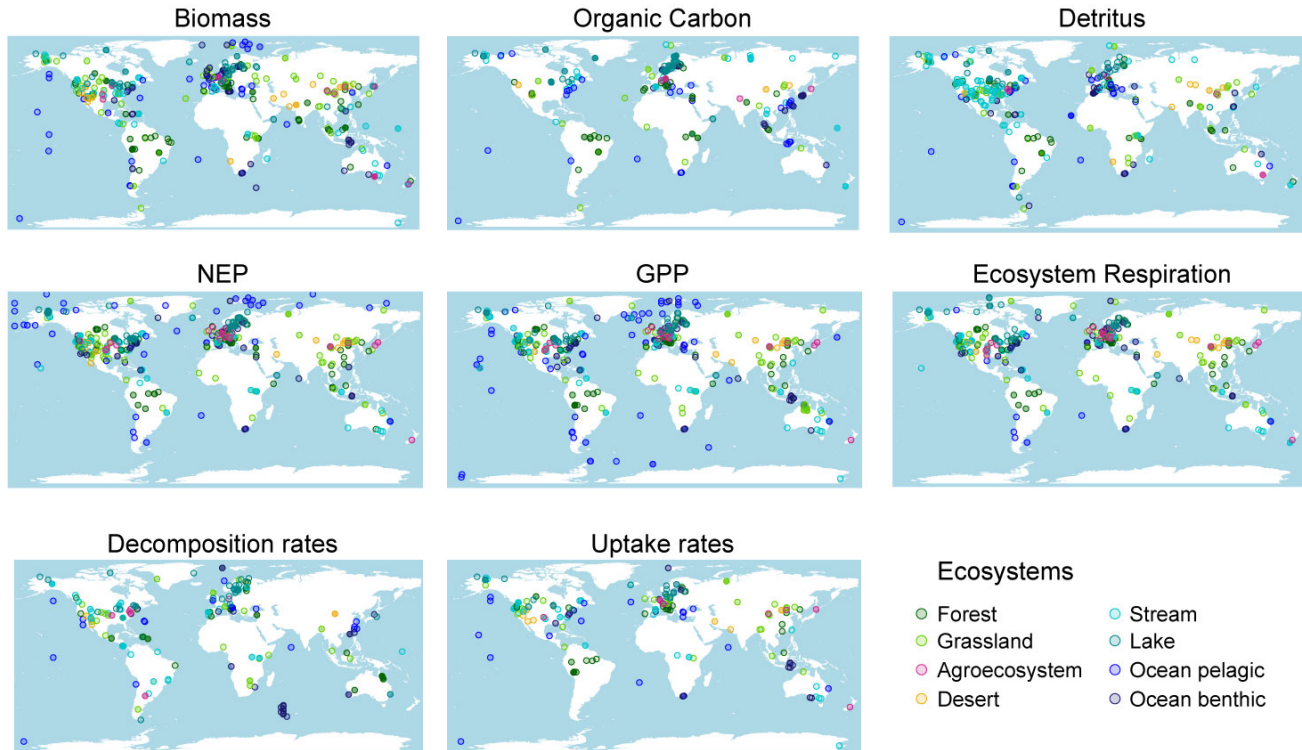 Biomass
Organic Carbon
Detritus
NEP
GPP
Ecosystem Respiration
Decomposition rates
Uptake rates
Ecosystems
Forest
Grassland
Agroecosystem
Desert
Stream
Lake
Ocean pelagic
Ocean benthic